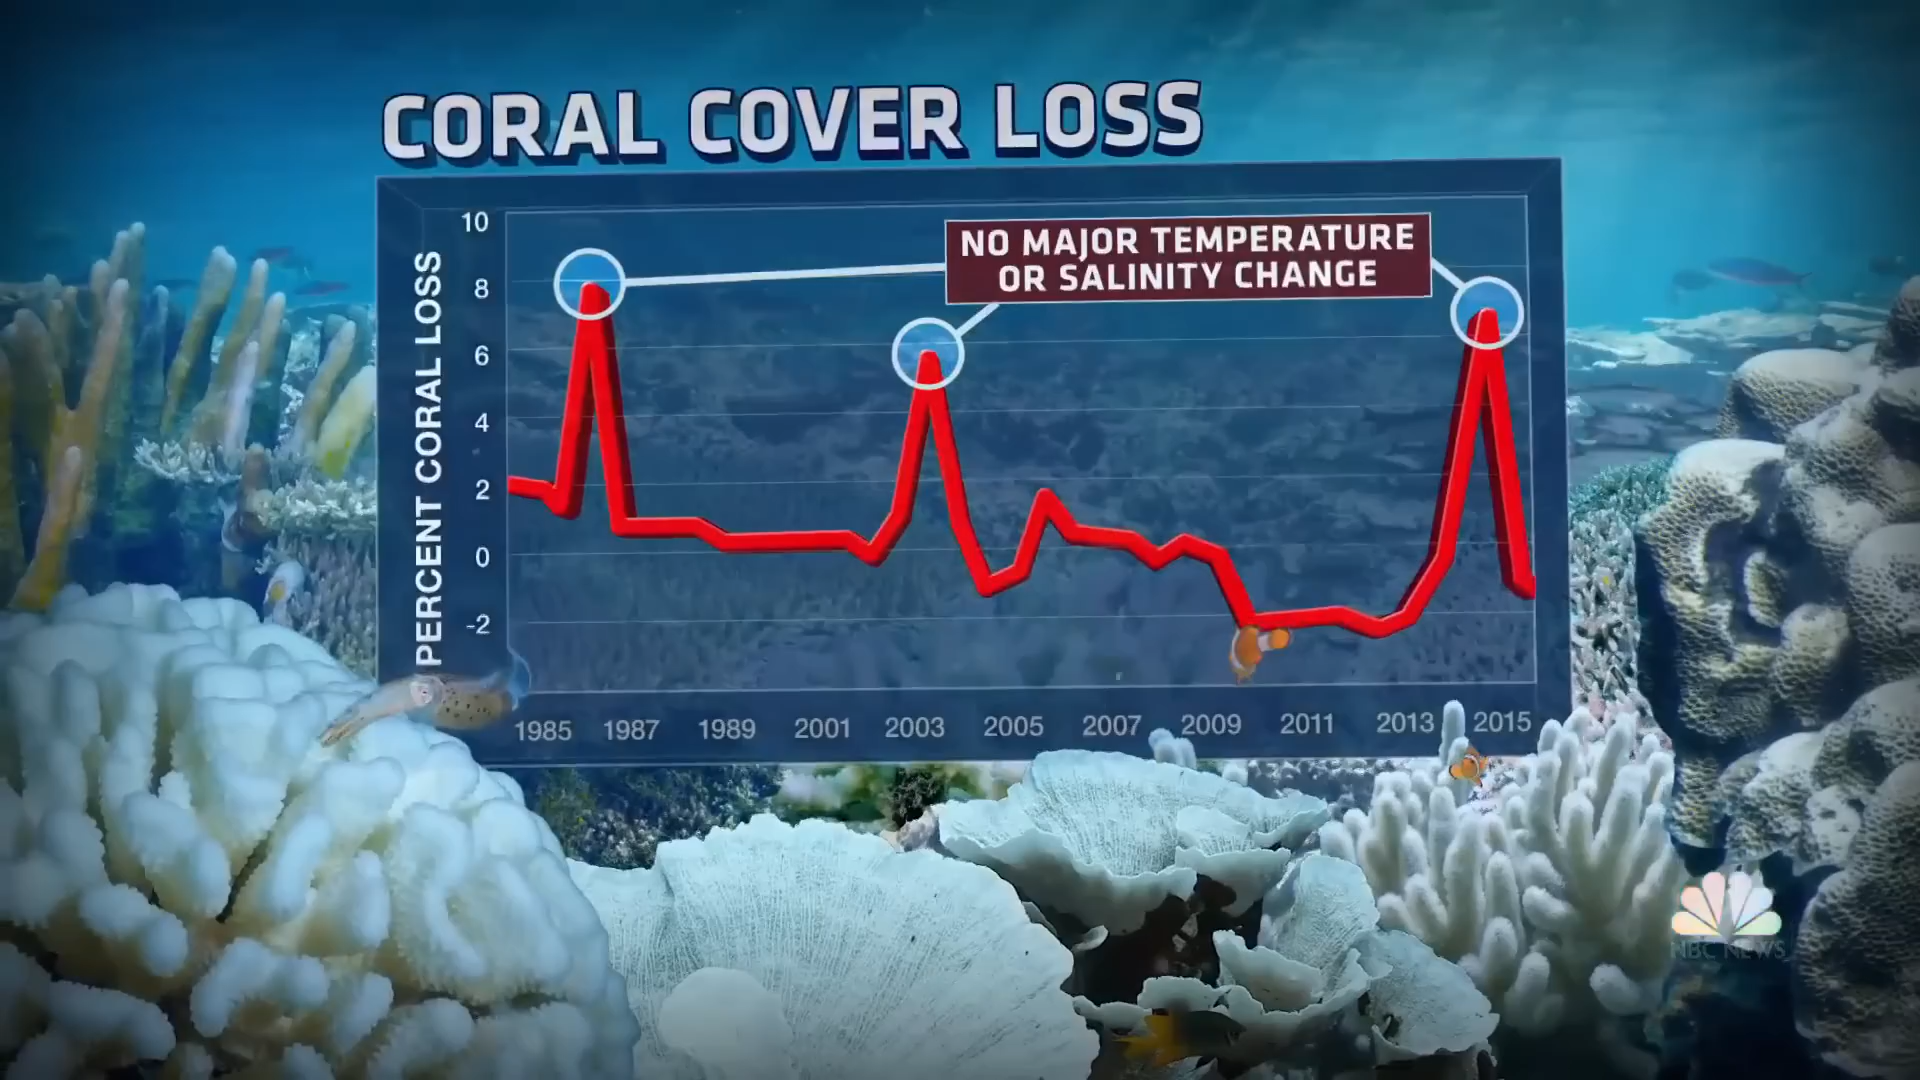 CORAL COVER LOSS
NO MAJOR TEMPERATURE
OR SALINITY CHANGE
PERCENT CORAL LOSS
10
8
6
4
2
0
-2
1985 1987 1989 2001 2003 2005 2007 2009 2011 2013 2015
NBC NEWS